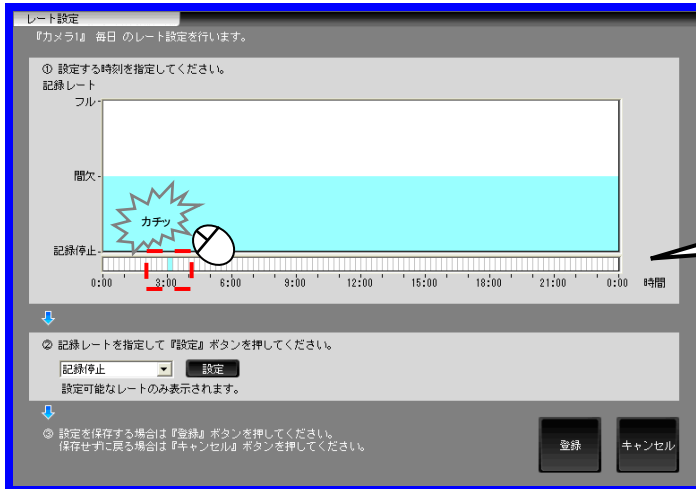 レート設定
『カメラ1』 毎日 のレート設定を行います。
① 設定する時刻を指定してください。
記録レート
フル
間欠
カチッ
記録停止
0:00 3:00 6:00 9:00 12:00 15:00 18:00 21:00 0:00 時間
② 記録レートを指定して『設定』ボタンを押してください。
記録停止 設定
設定可能なレートのみ表示されます。
③ 設定を保存する場合は『登録』ボタンを押してください。
保存せずに戻る場合は『キャンセル』ボタンを押してください。
登録 キャンセル